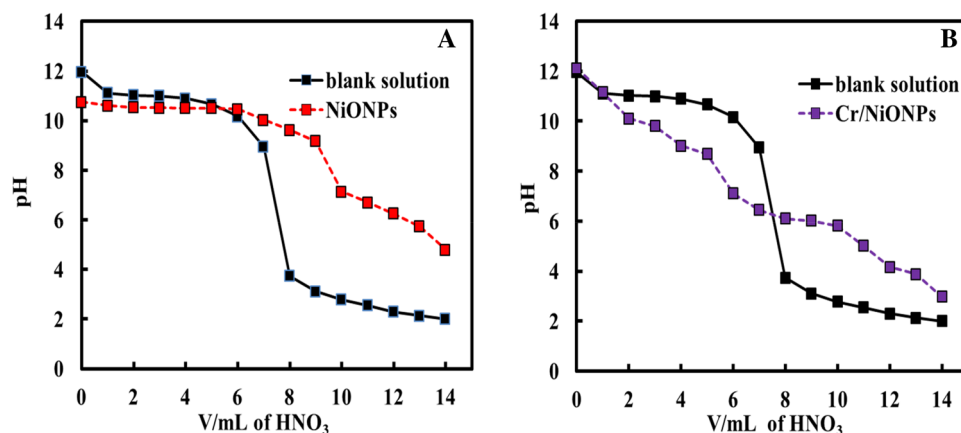 A
14
12
10
8
6
4
2
0
pH
blank solution
NiONPs
0 2 4 6 8 10 12 14
V/mL of HNO₃
B
14
12
10
8
6
4
2
0
pH
blank solution
Cr/NiONPs
0 2 4 6 8 10 12 14
V/mL of HNO₃